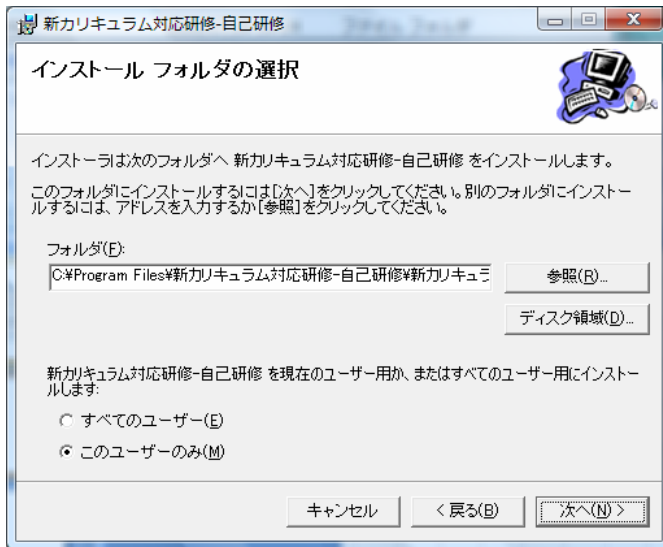 新カリキュラム対応研修-自己研修
インストール フォルダの選択
インストーラは次のフォルダへ 新カリキュラム対応研修-自己研修 をインストールします。
このフォルダにインストールするには[次へ]をクリックしてください。別のフォルダにインストー
ルするには、アドレスを入力するか[参照]をクリックしてください。
フォルダ(F):
C:¥Program Files¥新カリキュラム対応研修-自己研修¥新カリキュラ
参照(R)...
ディスク領域(D)...
新カリキュラム対応研修-自己研修 を現在のユーザー用か、またはすべてのユーザー用にインストー
ルします:
すべてのユーザー(E)
このユーザーのみ(M)
キャンセル
< 戻る(B)
次へ(N) >